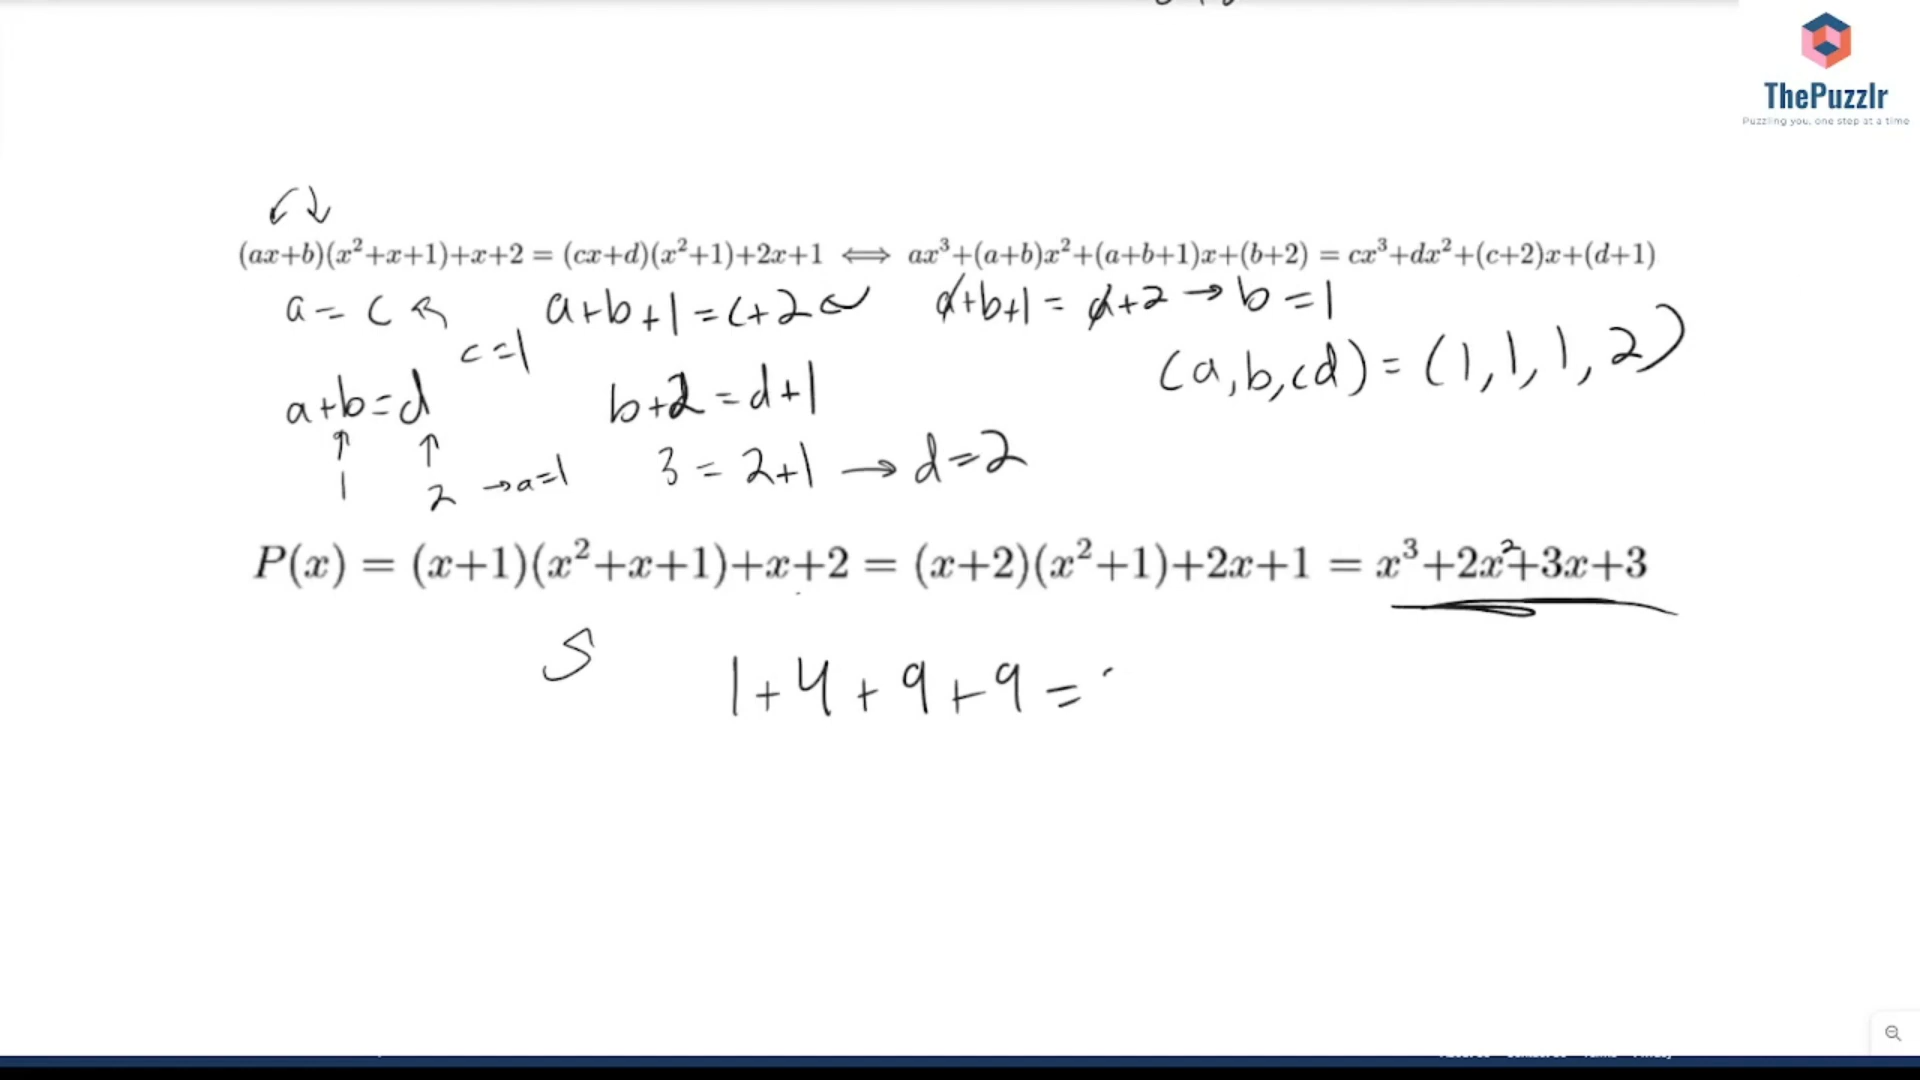 ThePuzzlr
Puzzling you, one step at a time
(ax+b)(x²+x+1)+x+2 = (cx+d)(x²+1)+2x+1 ⟺ ax³+(a+b)x²+(a+b+1)x+(b+2) = cx³+dx²+(c+2)x+(d+1)
a = c a+b+1 = c+2 a+b+1 = a+2 → b = 1
c = 1 (a,b,cd) = (1,1,1,2)
a+b=d b+2 = d+1
↑ ↑ 3 = 2+1 → d=2
1 2 →a=1
P(x) = (x+1)(x²+x+1)+x+2 = (x+2)(x²+1)+2x+1 = x³+2x²+3x+3
S 1+4+9+9=